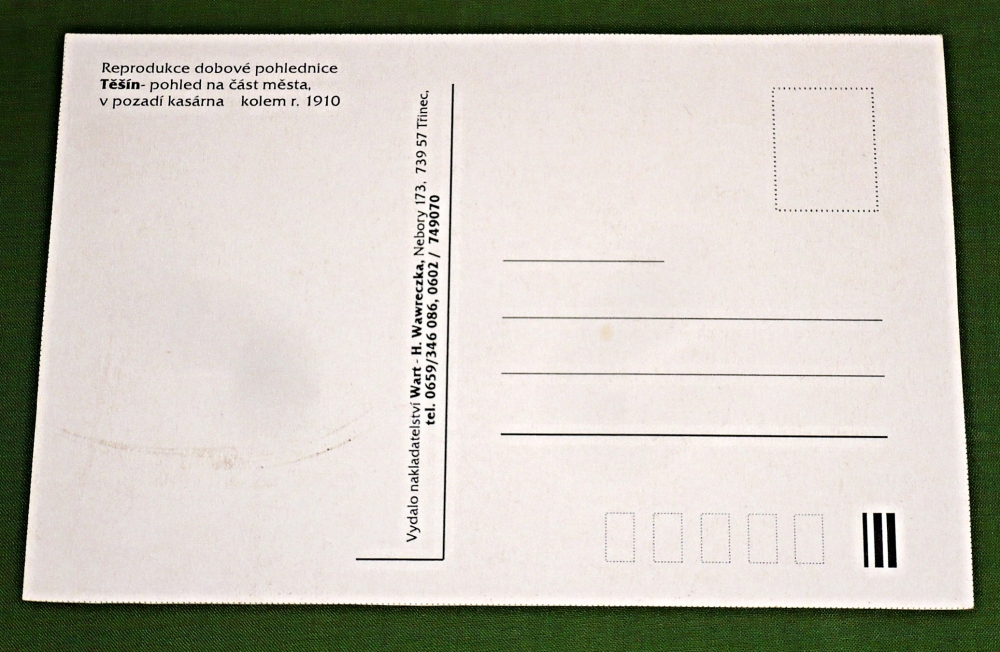 Reprodukce dobové pohlednice
Těšín- pohled na část města,
v pozadí kasárna kolem r. 1910
Vydalo nakladatelství Wart - H. Wawreczka, Nebory 173, 739 57 Třinec,
tel. 0659/346 086, 0602 / 749070